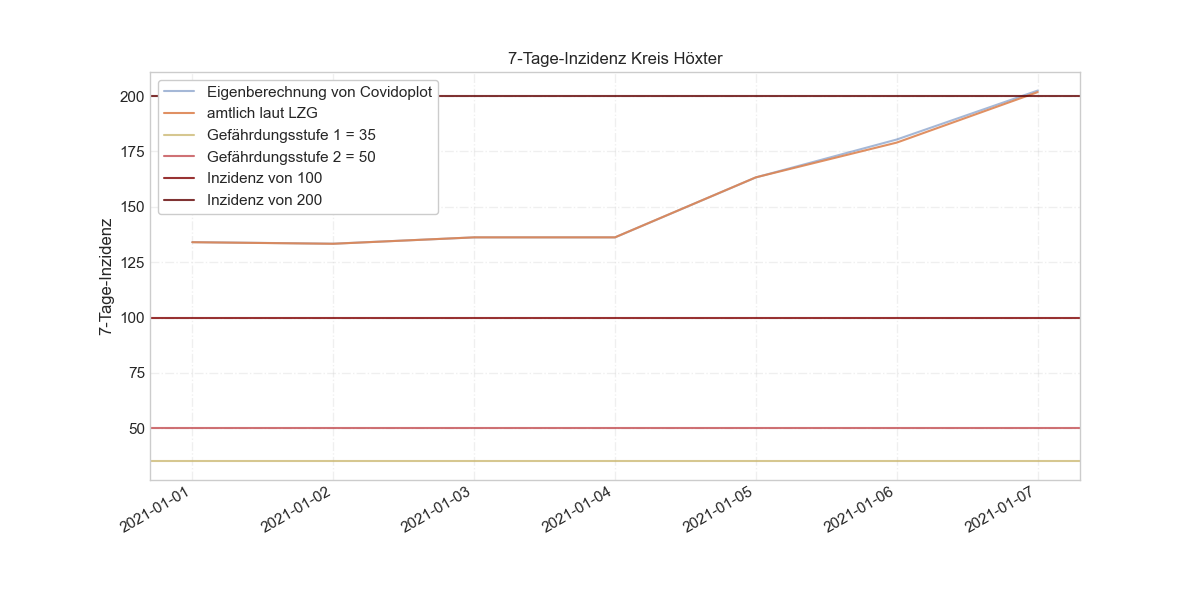 7-Tage-Inzidenz Kreis Höxter
Eigenberechnung von Covidoplot
amtlich laut LZG
Gefährdungsstufe 1 = 35
Gefährdungsstufe 2 = 50
Inzidenz von 100
Inzidenz von 200
7-Tage-Inzidenz
200
175
150
125
100
75
50
2021-01-01
2021-01-02
2021-01-03
2021-01-04
2021-01-05
2021-01-06
2021-01-07